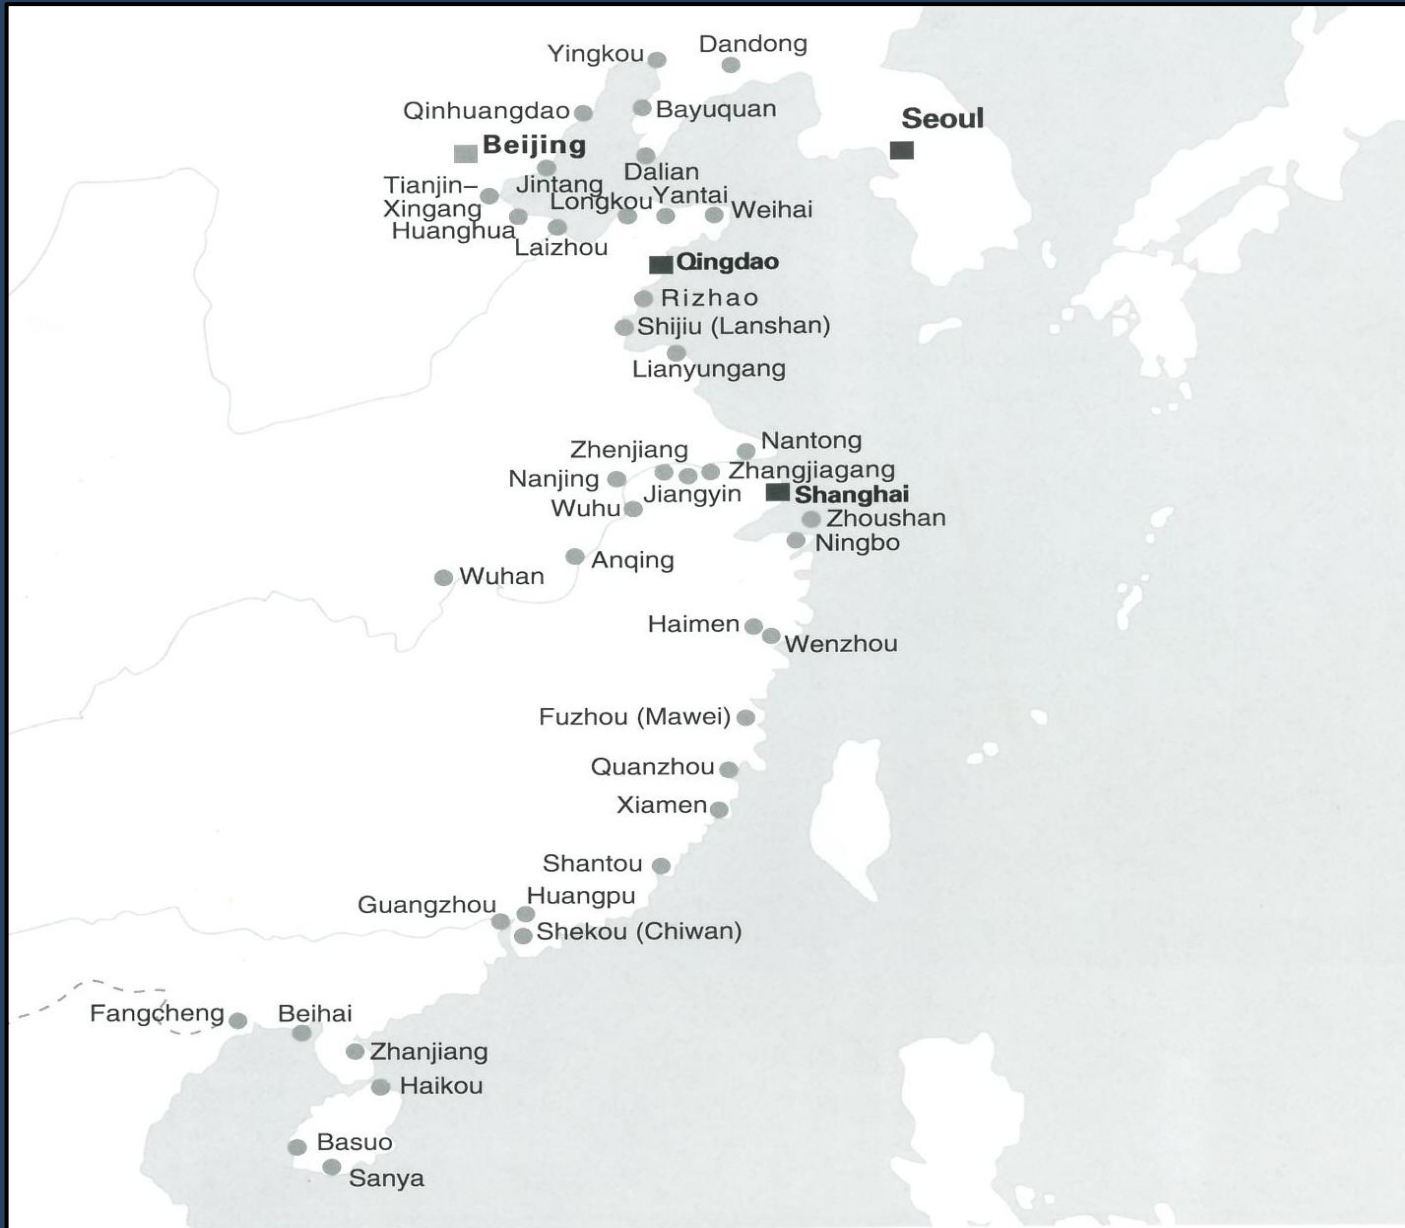 Yingkou
Dandong
Qinhuangdao
Bayuquan
Seoul
Beijing
Dalian
Tianjin–
Xingang
Jintang
Longkou
Yantai
Weihai
Huanghua
Laizhou
Qingdao
Rizhao
Shijiu (Lanshan)
Lianyungang
Nantong
Zhenjiang
Zhangjiagang
Nanjing
Jiangyin
Shanghai
Wuhu
Zhoushan
Ningbo
Anqing
Wuhan
Haimen
Wenzhou
Fuzhou (Mawei)
Quanzhou
Xiamen
Shantou
Huangpu
Guangzhou
Shekou (Chiwan)
Fangcheng
Beihai
Zhanjiang
Haikou
Basuo
Sanya